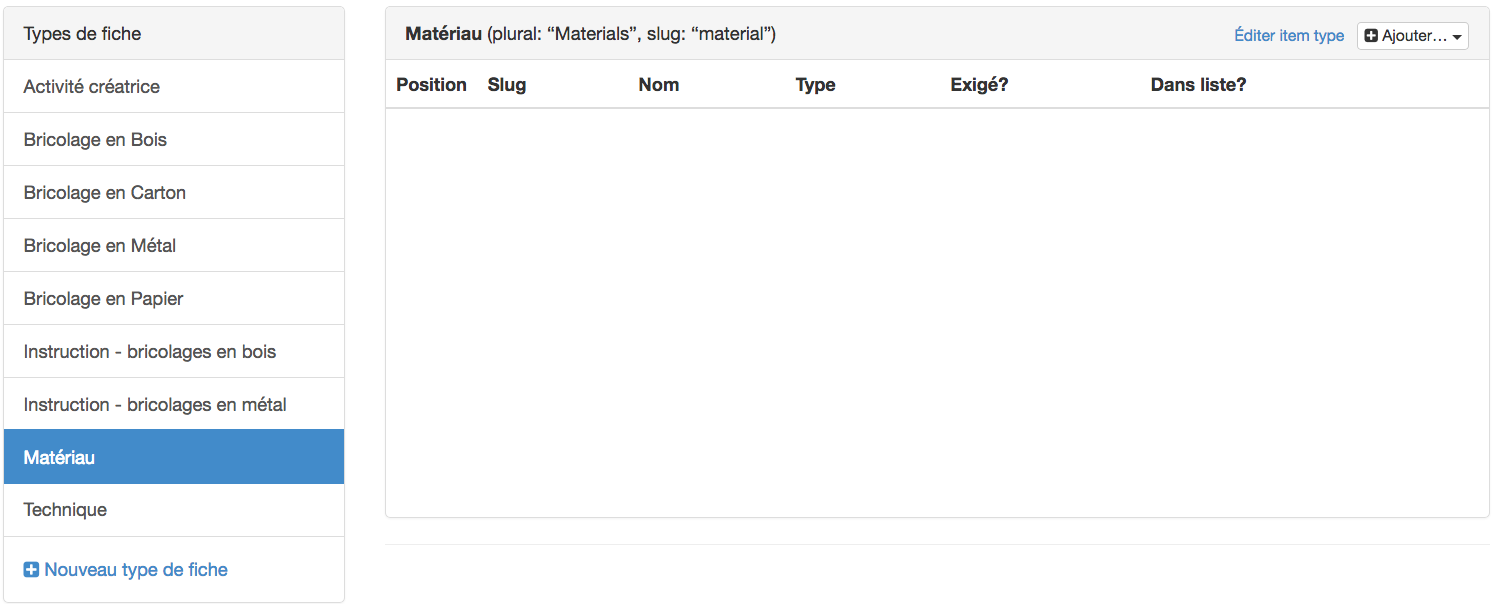 Types de fiche
Activité créatrice
Bricolage en Bois
Bricolage en Carton
Bricolage en Métal
Bricolage en Papier
Instruction - bricolages en bois
Instruction - bricolages en métal
Matériau
Technique
Nouveau type de fiche
Matériau (plural: “Materials”, slug: “material”) Éditer item type Ajouter...
Position Slug Nom Type Exigé? Dans liste?